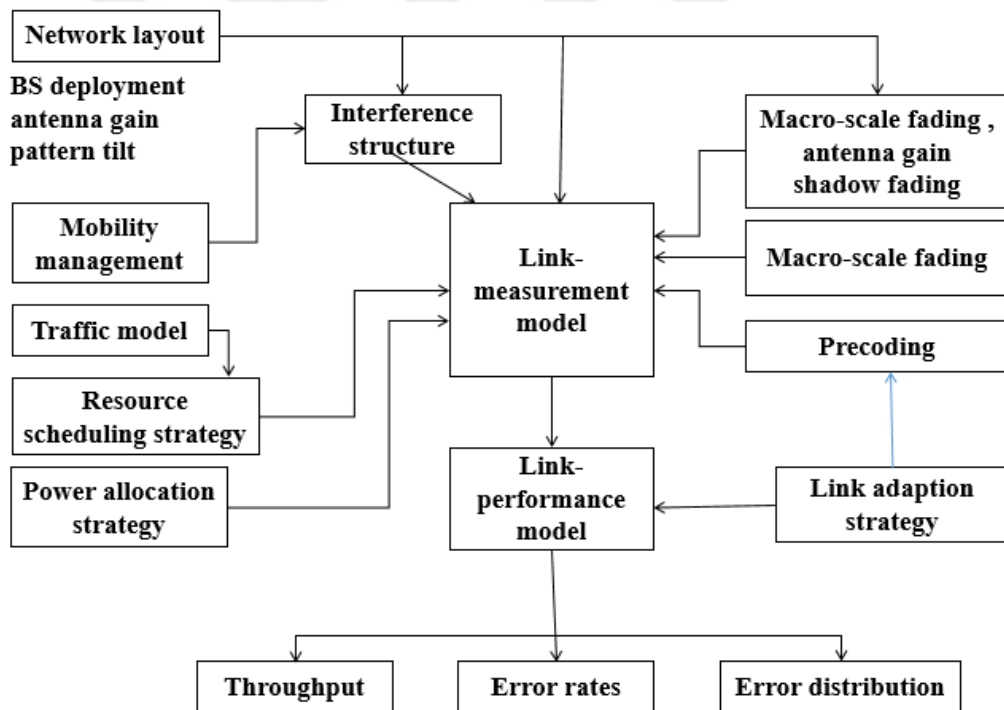 Network layout
BS deployment
antenna gain
pattern tilt
Interference
structure
Macro-scale fading ,
antenna gain
shadow fading
Mobility
management
Link-
measurement
model
Macro-scale fading
Traffic model
Precoding
Resource
scheduling strategy
Power allocation
strategy
Link-
performance
model
Link adaption
strategy
Throughput
Error rates
Error distribution